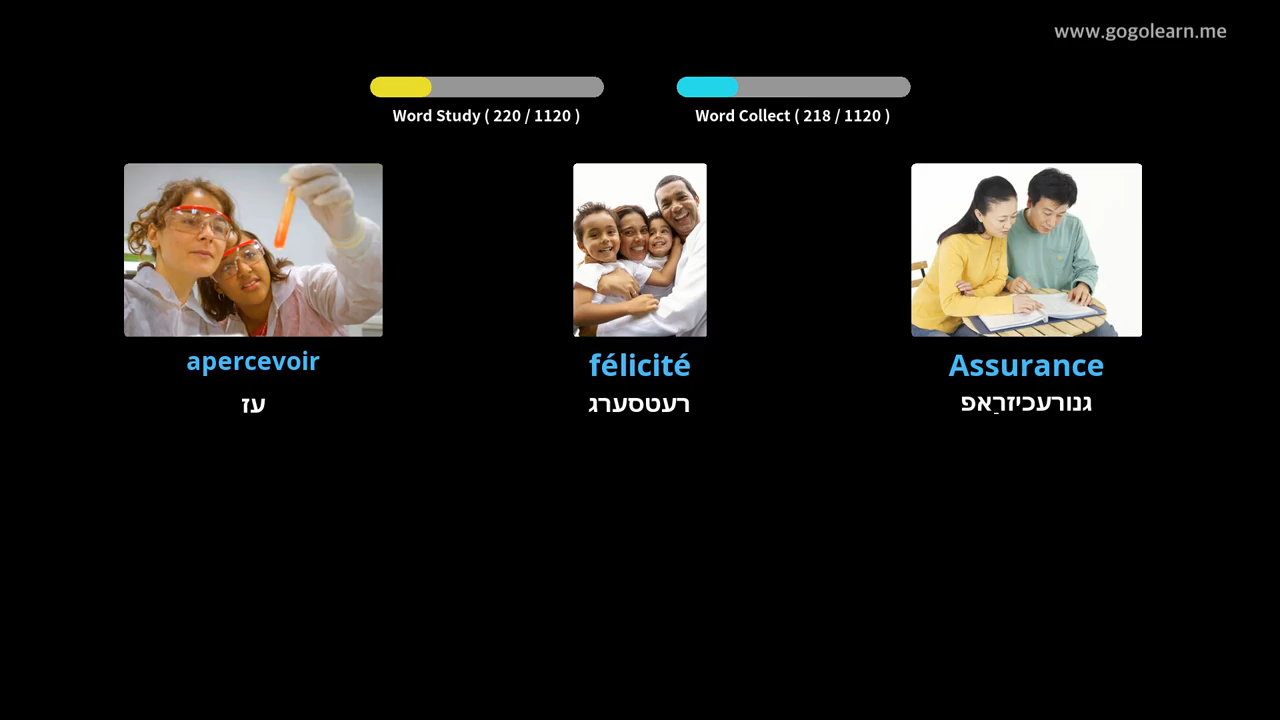 www.gogolearn.me
Word Study ( 220 / 1120 )
Word Collect ( 218 / 1120 )
apercevoir
félicité
Assurance
עז
רעטסערג
גנורעכיזרַאפ